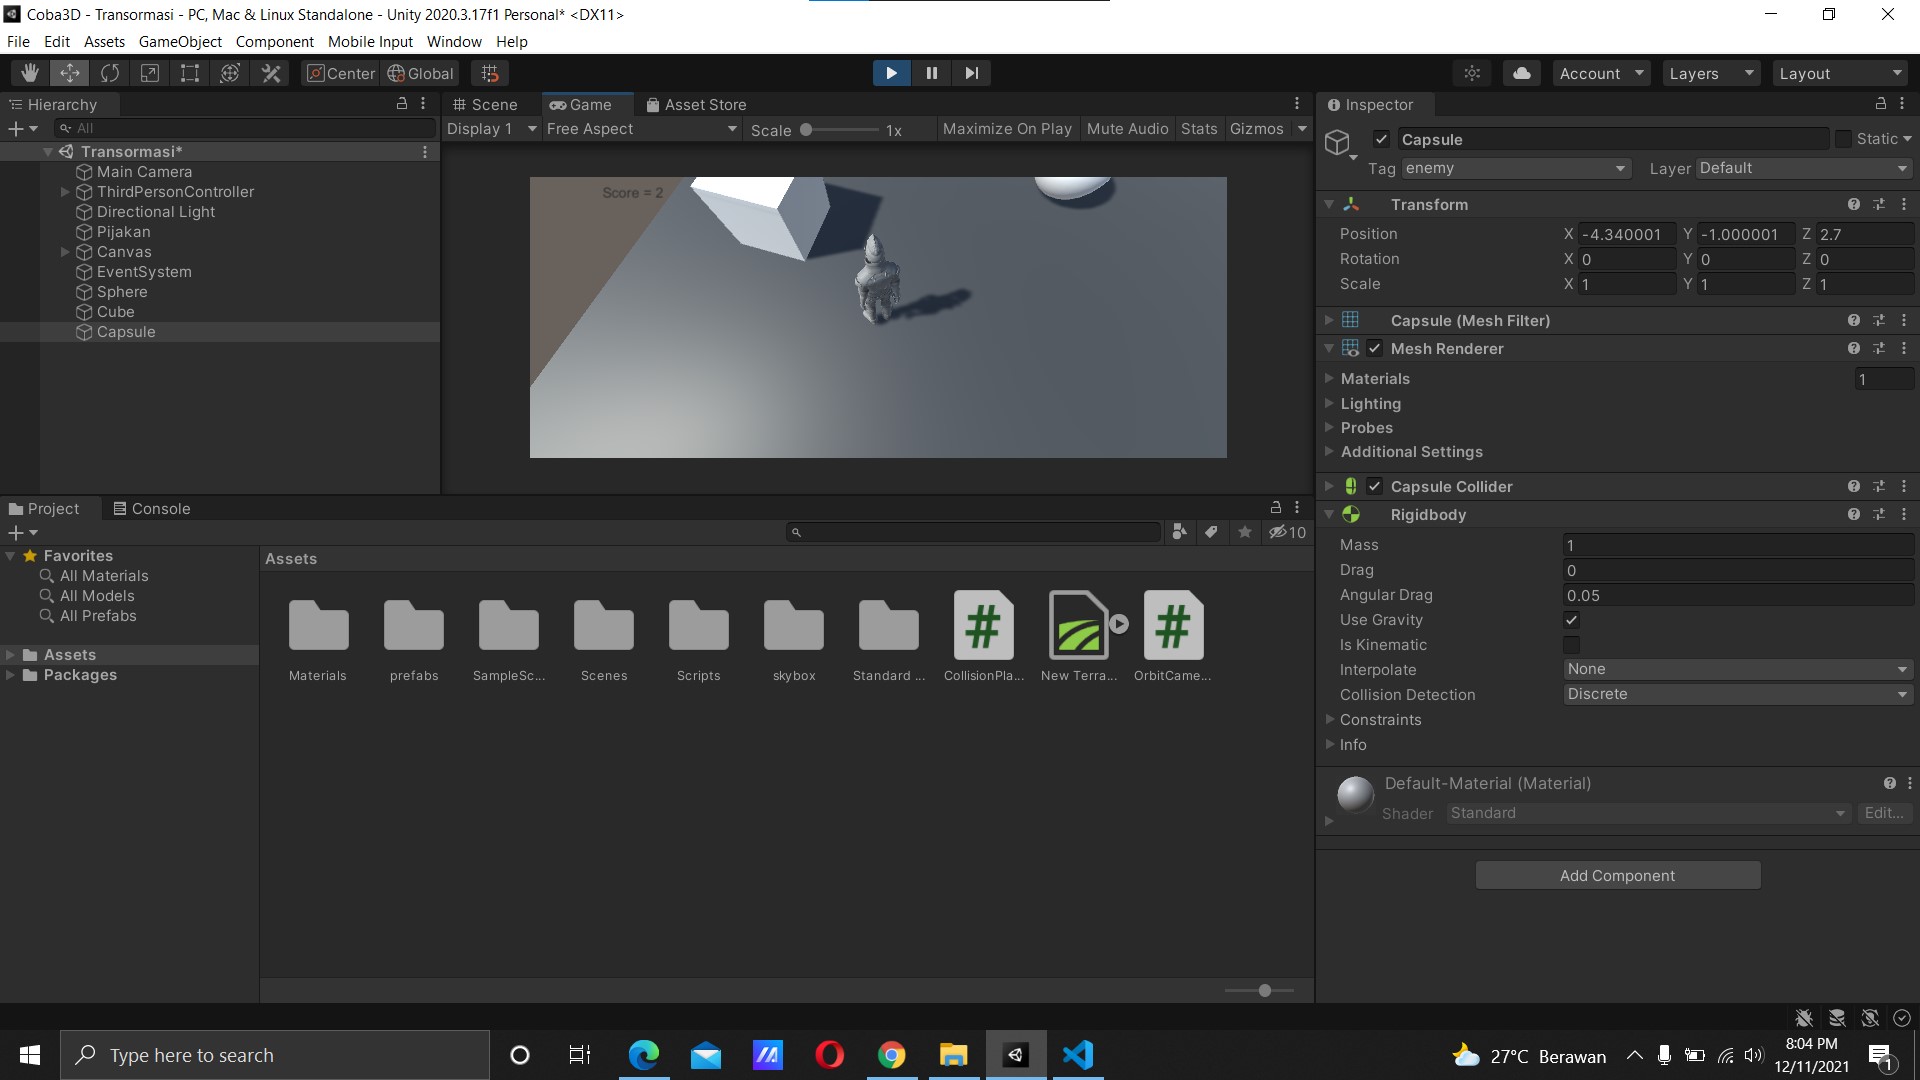 Coba3D - Transormasi - PC, Mac & Linux Standalone - Unity 2020.3.17f1 Personal* <DX11>
File Edit Assets GameObject Component Mobile Input Window Help
Center Global Account Layers Layout
Hierarchy
All
Transormasi*
Main Camera
ThirdPersonController
Directional Light
Pijakan
Canvas
EventSystem
Sphere
Cube
Capsule
Scene Game Asset Store
Display 1 Free Aspect Scale 1x Maximize On Play Mute Audio Stats Gizmos
Score = 2
Inspector
Capsule Static
Tag enemy Layer Default
Transform
Position X -4.340001 Y -1.000001 Z 2.7
Rotation X 0 Y 0 Z 0
Scale X 1 Y 1 Z 1
Capsule (Mesh Filter)
Mesh Renderer
Materials 1
Lighting
Probes
Additional Settings
Capsule Collider
Rigidbody
Mass 1
Drag 0
Angular Drag 0.05
Use Gravity
Is Kinematic
Interpolate None
Collision Detection Discrete
Constraints
Info
Default-Material (Material)
Shader Standard Edit...
Add Component
Project Console
10
Favorites
All Materials
All Models
All Prefabs
Assets
Packages
Assets
Materials prefabs SampleSc... Scenes Scripts skybox Standard ... CollisionPla... New Terra... OrbitCame...
Type here to search
27°C Berawan
8:04 PM
12/11/2021
1